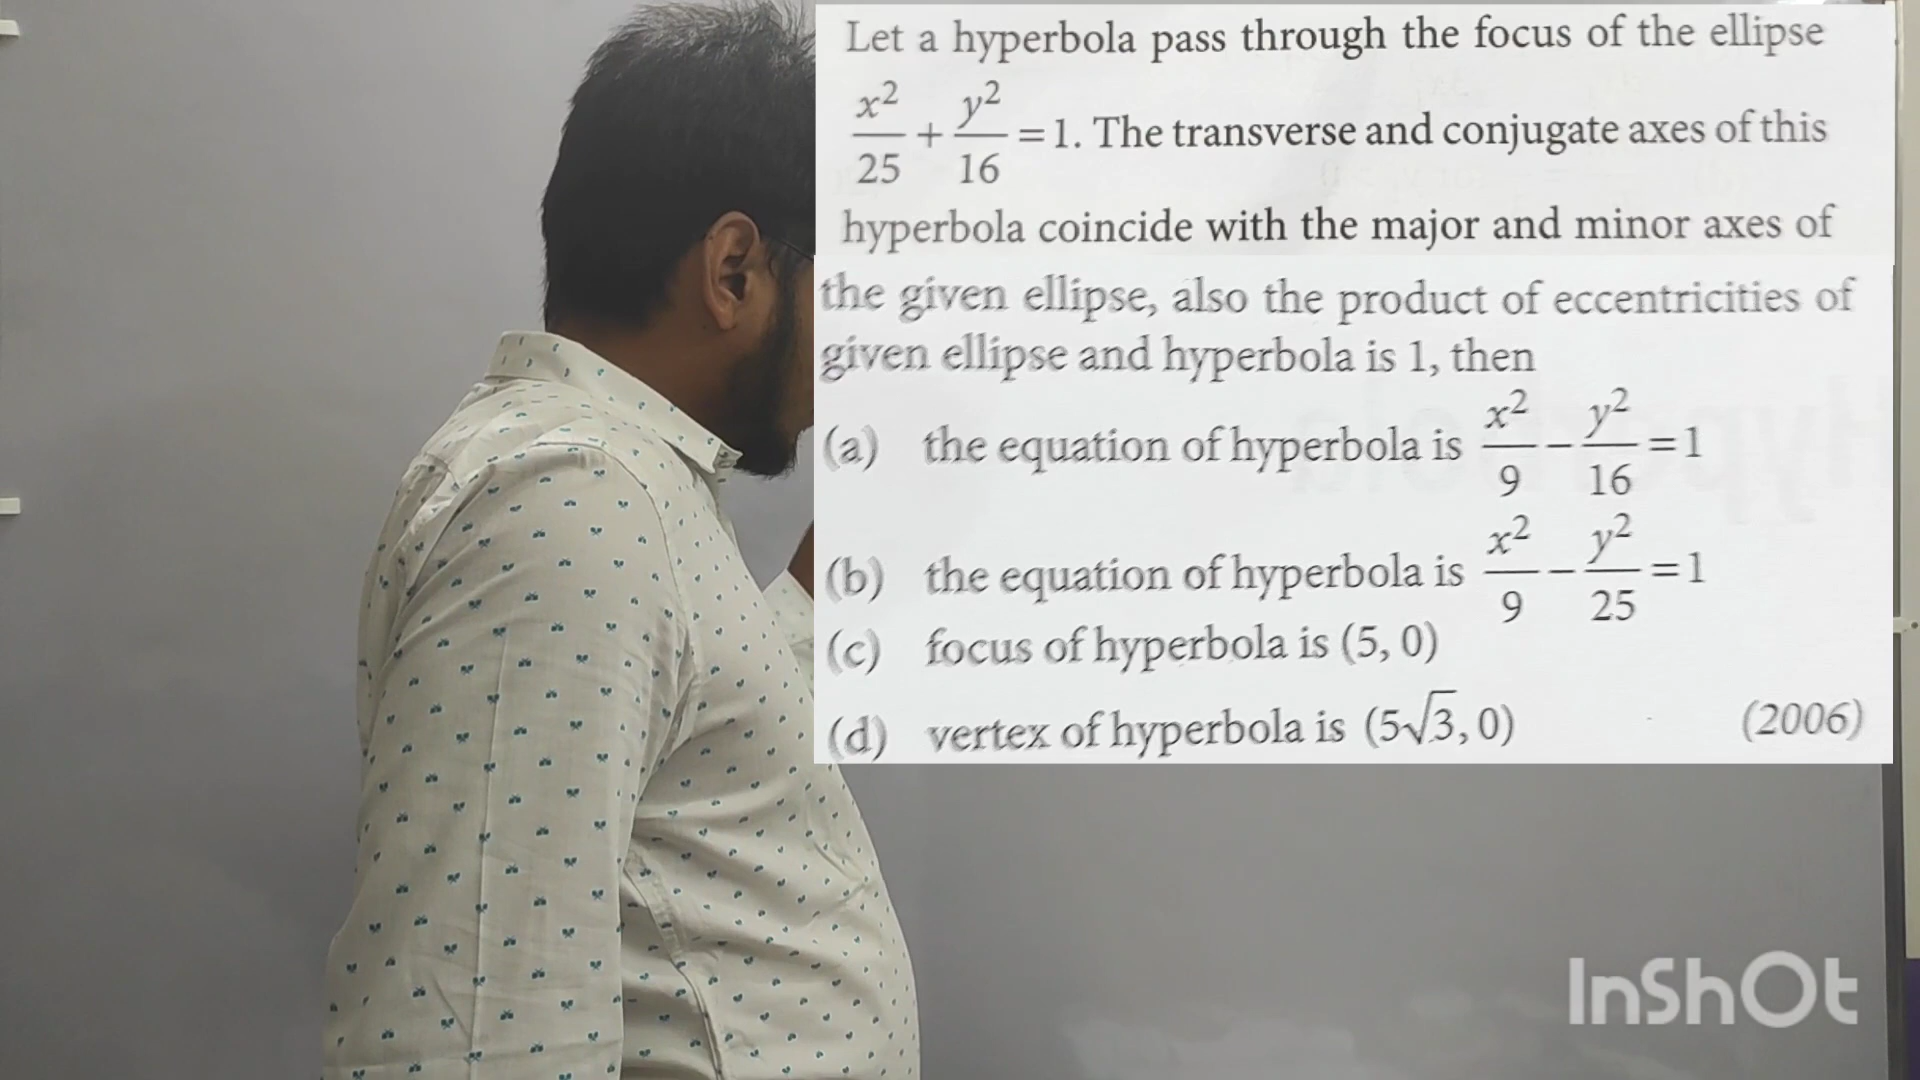 Let a hyperbola pass through the focus of the ellipse
x²/25 + y²/16 = 1. The transverse and conjugate axes of this
hyperbola coincide with the major and minor axes of
the given ellipse, also the product of eccentricities of
given ellipse and hyperbola is 1, then
(a) the equation of hyperbola is x²/9 − y²/16 = 1
(b) the equation of hyperbola is x²/9 − y²/25 = 1
(c) focus of hyperbola is (5, 0)
(d) vertex of hyperbola is (5√3, 0) (2006)
InShOt